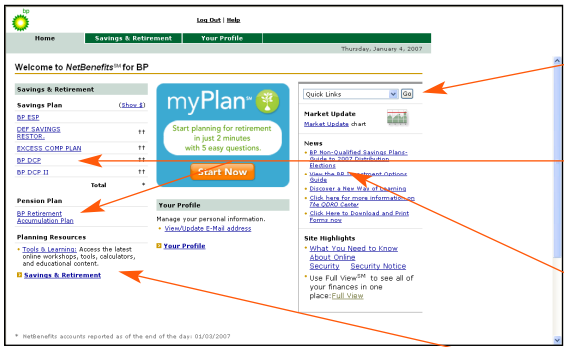 bp
Log Out | Help
Home Savings & Retirement Your Profile
Thursday, January 4, 2007
Welcome to NetBenefits℠ for BP
Savings & Retirement
Savings Plan (Show $)
BP ESP
DEF SAVINGS
RESTOR. ††
EXCESS COMP PLAN ††
BP DCP ††
BP DCP II ††
Total *
Pension Plan
BP Retirement
Accumulation Plan
Planning Resources
• Tools & Learning: Access the latest
online workshops, tools, calculators,
and educational content.
Savings & Retirement
myPlan℠
Start planning for retirement
in just 2 minutes
with 5 easy questions.
Start Now
Your Profile
Manage your personal information.
• View/Update E-Mail address
Your Profile
Quick Links Go
Market Update
Market Update chart
News
• BP Non-Qualified Savings Plans-
Guide to 2007 Distribution
Elections
• View the BP Investment Options
Guide
• Discover a New Way of Learning
• Click here for more information on
The QDRO Center
• Click Here to Download and Print
Forms now
Site Highlights
• What You Need to Know
About Online
Security Security Notice
• Use Full View℠ to see all of
your finances in one
place:Full View
* NetBenefits accounts reported as of the end of the day: 01/03/2007